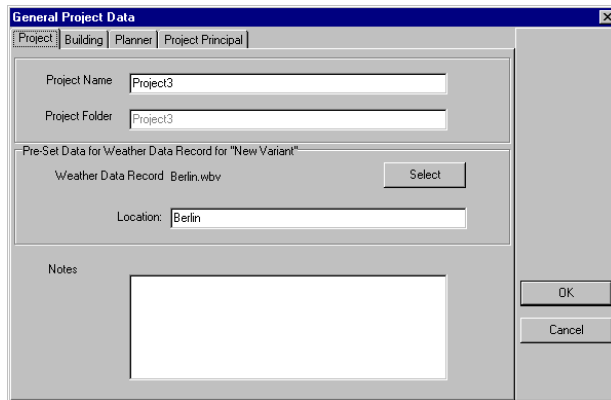 General Project Data
Project Building Planner Project Principal
Project Name Project3
Project Folder Project3
Pre-Set Data for Weather Data Record for "New Variant"
Weather Data Record Berlin.wbv Select
Location: Berlin
Notes
OK
Cancel